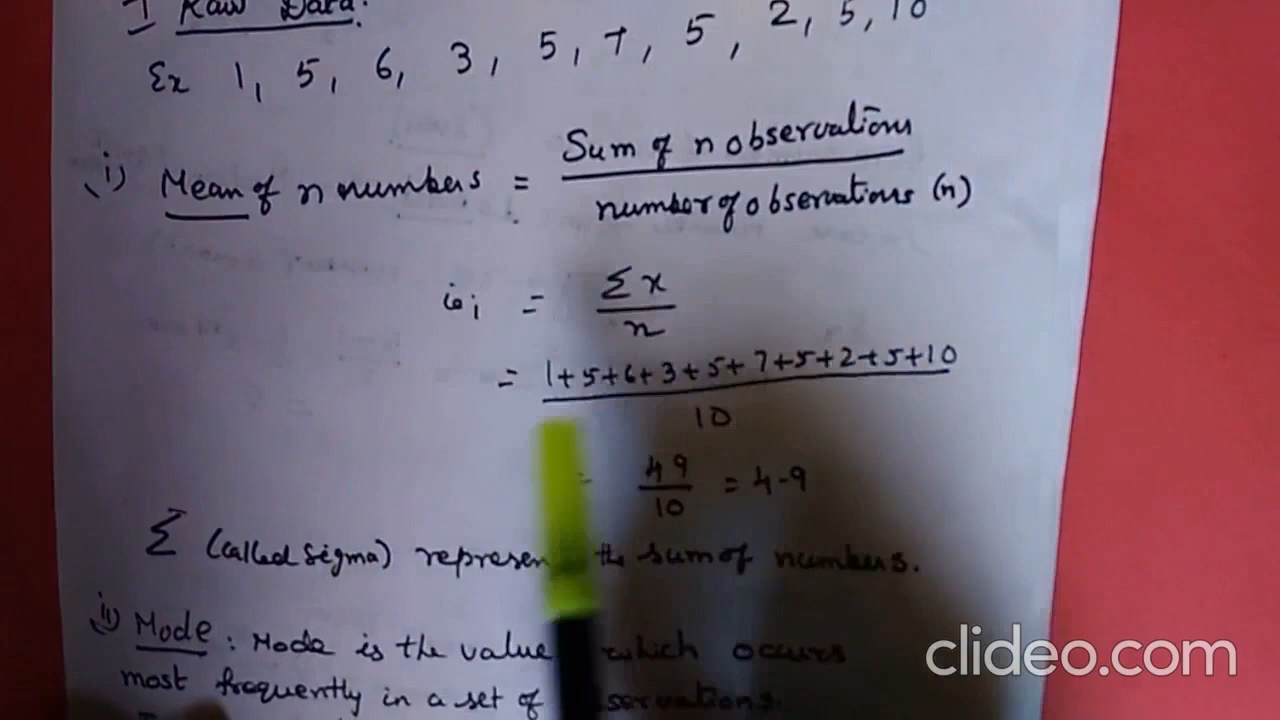 I Raw Data:
Ex 1, 5, 6, 3, 5, 7, 5, 2, 5, 10
(i) Mean of n numbers = Sum of n observations
number of observations (n)
ie; = Σx
n
= 1+5+6+3+5+7+5+2+5+10
10
= 49
10 = 4.9
Σ (called sigma) the sum of numbers.
(ii) Mode : Mode is the value which occurs
most frequently in a set of
clideo.com